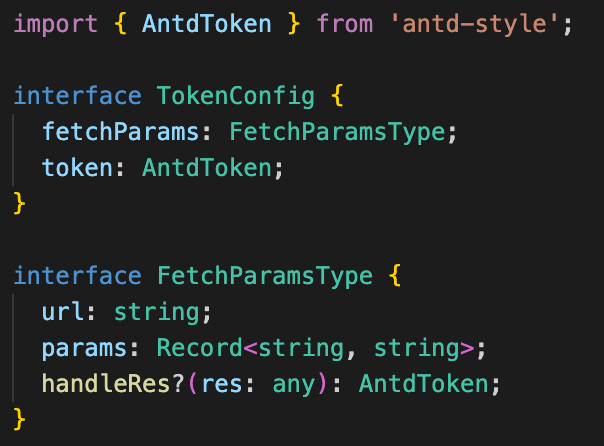 import { AntdToken } from 'antd-style';
interface TokenConfig {
fetchParams: FetchParamsType;
token: AntdToken;
}
interface FetchParamsType {
url: string;
params: Record<string, string>;
handleRes?(res: any): AntdToken;
}